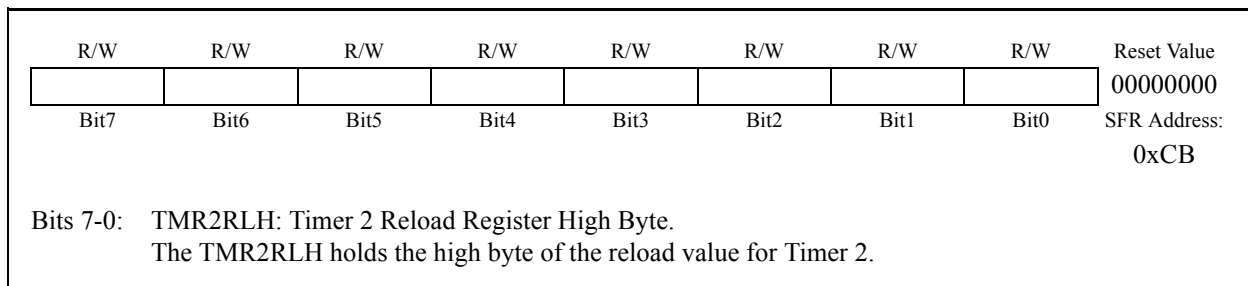 R/W R/W R/W R/W R/W R/W R/W R/W Reset Value
00000000
Bit7 Bit6 Bit5 Bit4 Bit3 Bit2 Bit1 Bit0 SFR Address:
0xCB
Bits 7-0: TMR2RLH: Timer 2 Reload Register High Byte.
The TMR2RLH holds the high byte of the reload value for Timer 2.